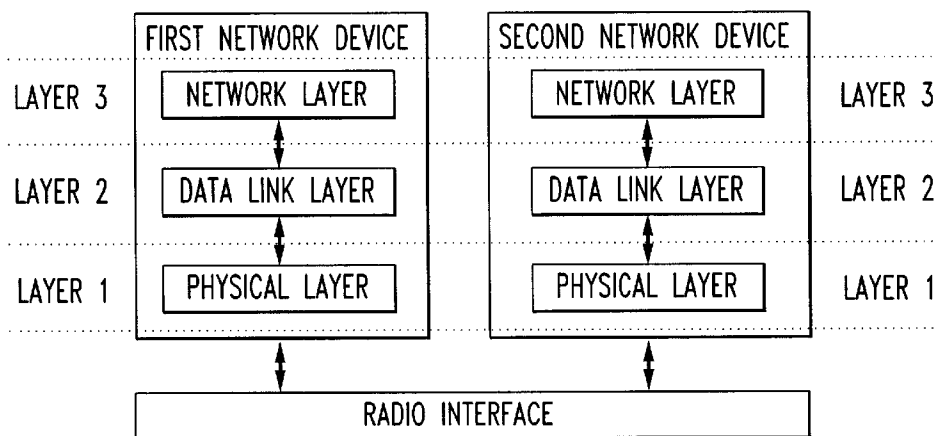 FIRST NETWORK DEVICE SECOND NETWORK DEVICE
LAYER 3 NETWORK LAYER NETWORK LAYER LAYER 3
LAYER 2 DATA LINK LAYER DATA LINK LAYER LAYER 2
LAYER 1 PHYSICAL LAYER PHYSICAL LAYER LAYER 1
RADIO INTERFACE